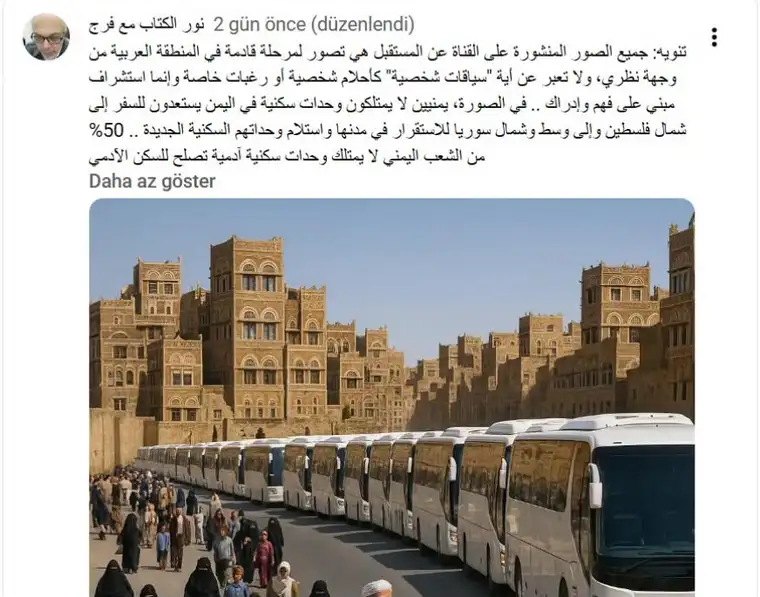 نور الكتاب مع فرج 2 gün önce (düzenlendi)
تنويه: جميع الصور المنشورة على القناة عن المستقبل هي تصور لمرحلة قادمة في المنطقة العربية من
وجهة نظري، ولا تعبر عن أية "سياقات شخصية" كأحلام شخصية أو رغبات خاصة وإنما استشراف
مبني على فهم وإدراك .. في الصورة، يمنيين لا يمتلكون وحدات سكنية في اليمن يستعدون للسفر إلى
شمال فلسطين وإلى وسط وشمال سوريا للاستقرار في مدنها واستلام وحداتهم السكنية الجديدة .. 50%
من الشعب اليمني لا يمتلك وحدات سكنية آدمية تصلح للسكن الآدمي
Daha az göster